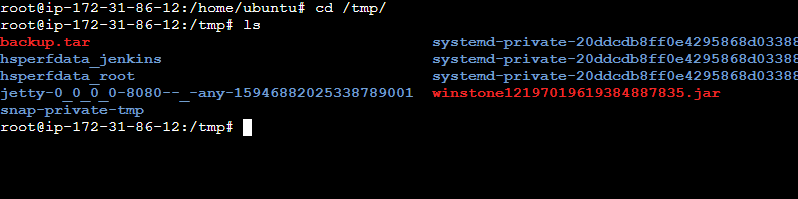 root@ip-172-31-86-12:/home/ubuntu# cd /tmp/
root@ip-172-31-86-12:/tmp# ls
backup.tar systemd-private-20ddcdb8ff0e4295868d03388
hsperfdata_jenkins systemd-private-20ddcdb8ff0e4295868d03388
hsperfdata_root systemd-private-20ddcdb8ff0e4295868d03388
jetty-0_0_0_0-8080--_-any-15946882025338789001 winstone12197019619384887835.jar
snap-private-tmp
root@ip-172-31-86-12:/tmp#